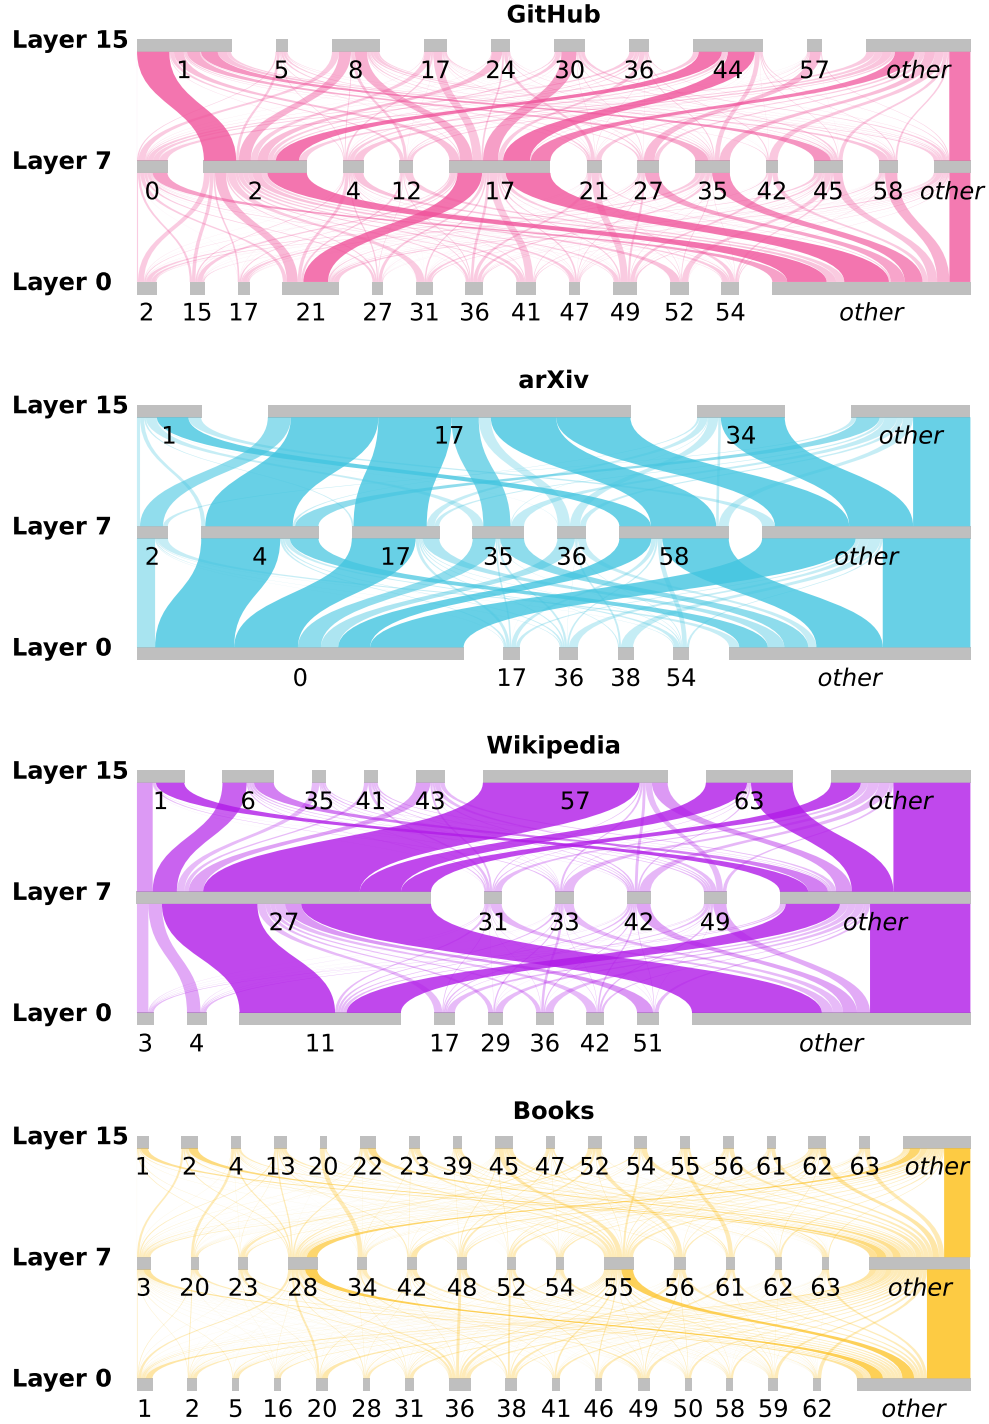 GitHub
Layer 15
1 5 8 17 24 30 36 44 57 other
Layer 7
0 2 4 12 17 21 27 35 42 45 58 other
Layer 0
2 15 17 21 27 31 36 41 47 49 52 54 other
arXiv
Layer 15
1 17 34 other
Layer 7
2 4 17 35 36 58 other
Layer 0
0 17 36 38 54 other
Wikipedia
Layer 15
1 6 35 41 43 57 63 other
Layer 7
27 31 33 42 49 other
Layer 0
3 4 11 17 29 36 42 51 other
Books
Layer 15
1 2 4 13 20 22 23 39 45 47 52 54 55 56 61 62 63 other
Layer 7
3 20 23 28 34 42 48 52 54 55 56 61 62 63 other
Layer 0
1 2 5 16 20 28 31 36 38 41 46 49 50 58 59 62 other